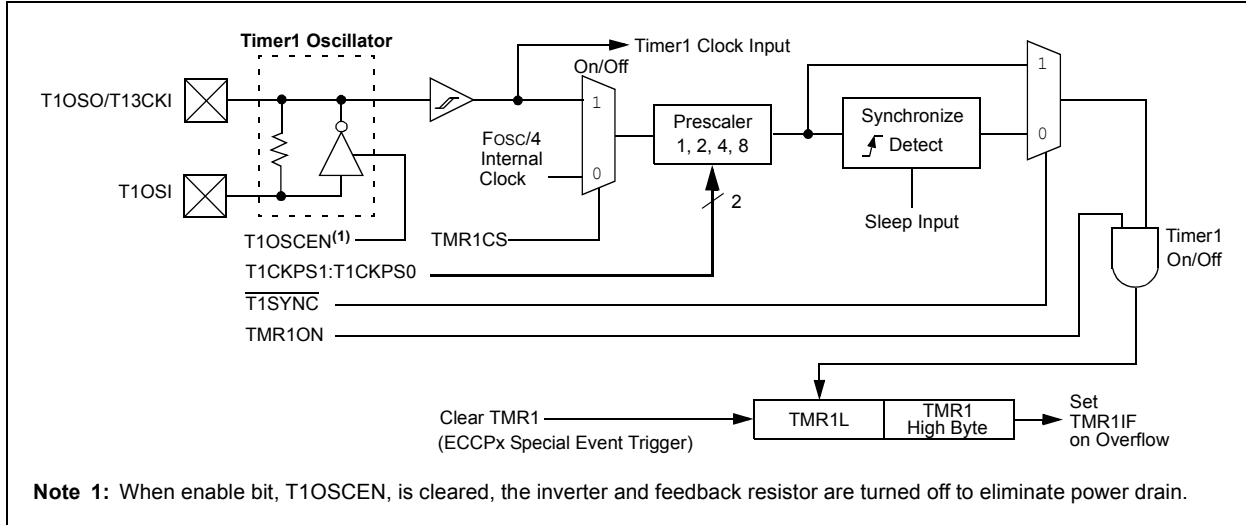 Timer1 Oscillator
T1OSO/T13CKI
T1OSI
T1OSCEN(1)
Timer1 Clock Input
On/Off
1
FOSC/4
Internal
Clock
0
TMR1CS
T1CKPS1:T1CKPS0
T1SYNC
TMR1ON
Prescaler
1, 2, 4, 8
2
Synchronize
Detect
Sleep Input
1
0
Timer1
On/Off
Clear TMR1
(ECCPx Special Event Trigger)
TMR1L
TMR1
High Byte
Set
TMR1IF
on Overflow
Note 1: When enable bit, T1OSCEN, is cleared, the inverter and feedback resistor are turned off to eliminate power drain.